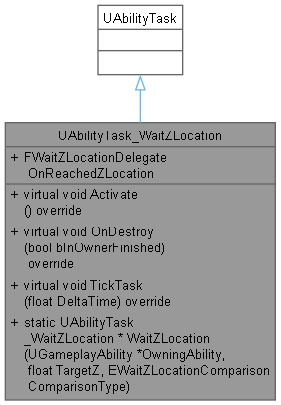 UAbilityTask
UAbilityTask_WaitZLocation
+ FWaitZLocationDelegate
OnReachedZLocation
+ virtual void Activate
() override
+ virtual void OnDestroy
(bool bInOwnerFinished)
override
+ virtual void TickTask
(float DeltaTime) override
+ static UAbilityTask
_WaitZLocation * WaitZLocation
(UGameplayAbility *OwningAbility,
float TargetZ, EWaitZLocationComparison
ComparisonType)